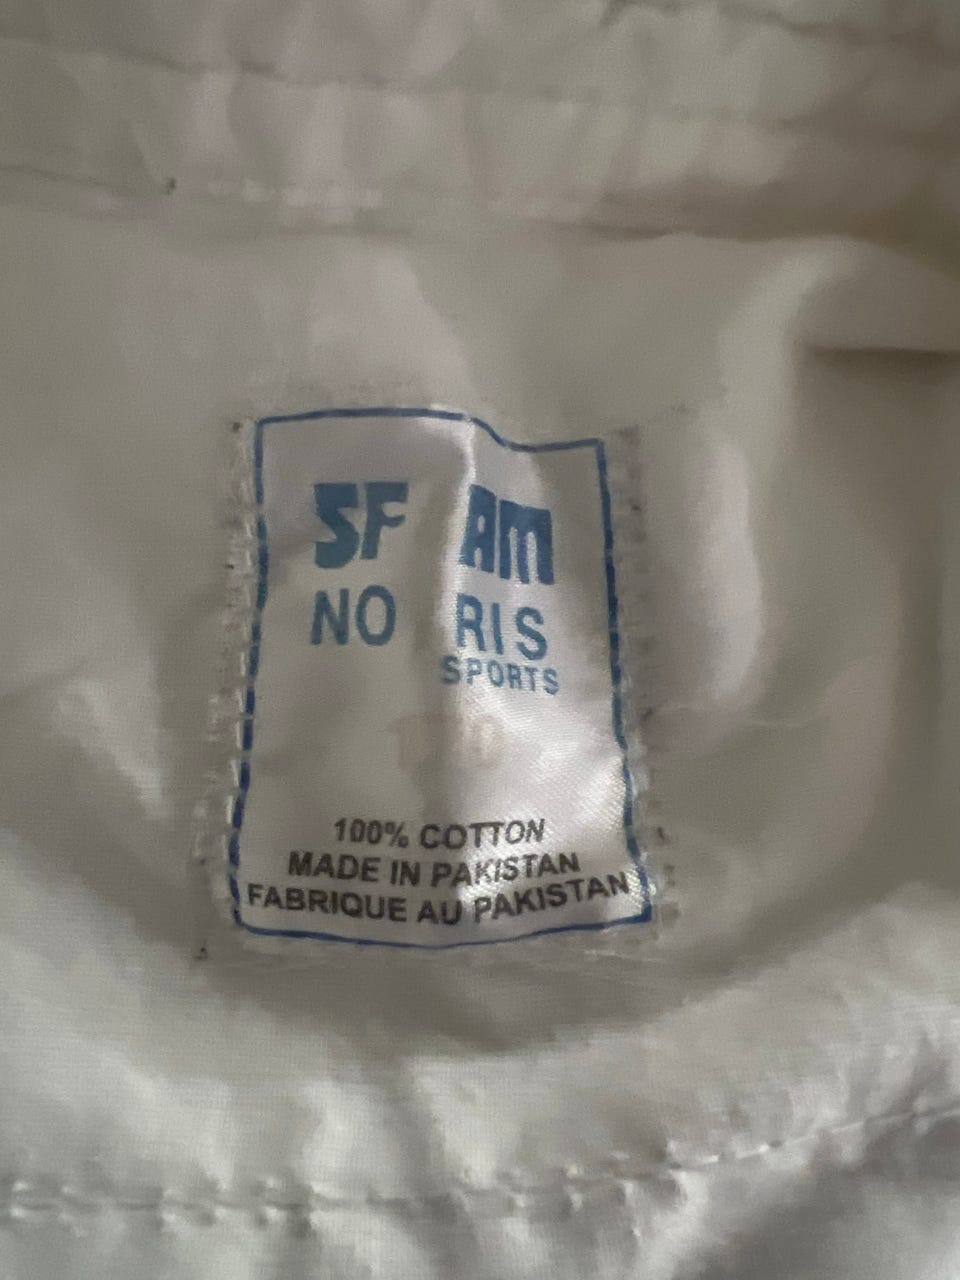 SF AM
NO RIS
SPORTS
100% COTTON
MADE IN PAKISTAN
FABRIQUE AU PAKISTAN